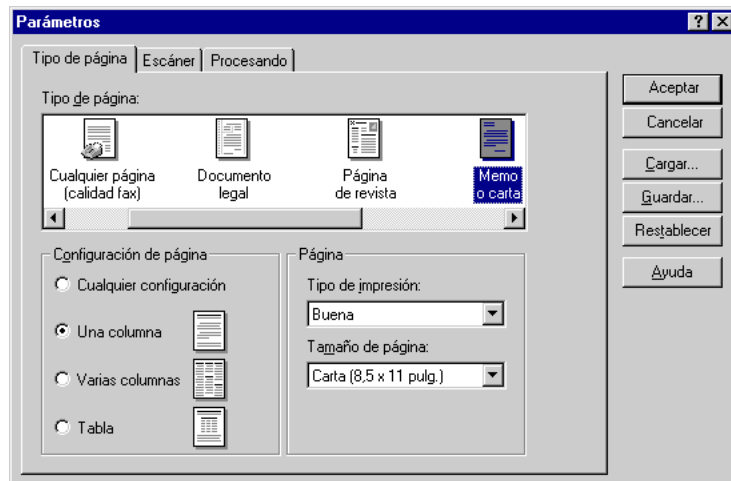 Parámetros
Tipo de página Escáner Procesando
Tipo de página:
Cualquier página
(calidad fax)
Documento
legal
Página
de revista
Memo
o carta
Configuración de página
Cualquier configuración
Una columna
Varias columnas
Tabla
Página
Tipo de impresión:
Buena
Tamaño de página:
Carta (8,5 x 11 pulg.)
Aceptar
Cancelar
Cargar...
Guardar...
Restablecer
Ayuda